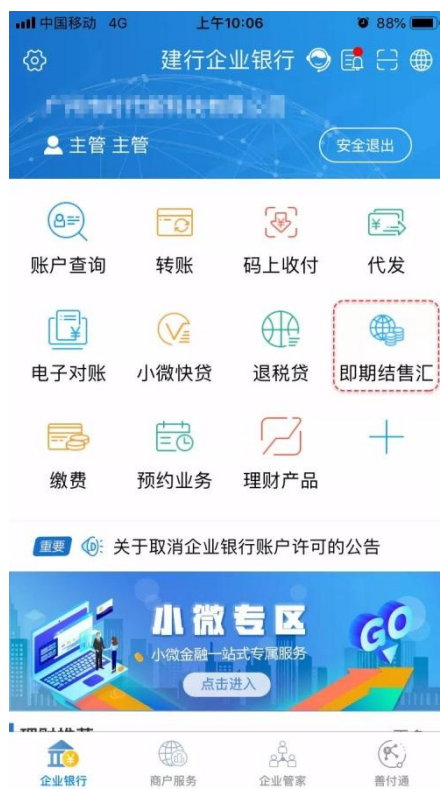 中国移动 4G 上午10:06 88%
建行企业银行
主管 主管
安全退出
账户查询 转账 码上收付 代发
电子对账 小微快贷 退税贷 即期结售汇
缴费 预约业务 理财产品
重要 关于取消企业银行账户许可的公告
小微专区
GO
小微金融一站式专属服务
点击进入
企业银行 商户服务 企业管家 善付通